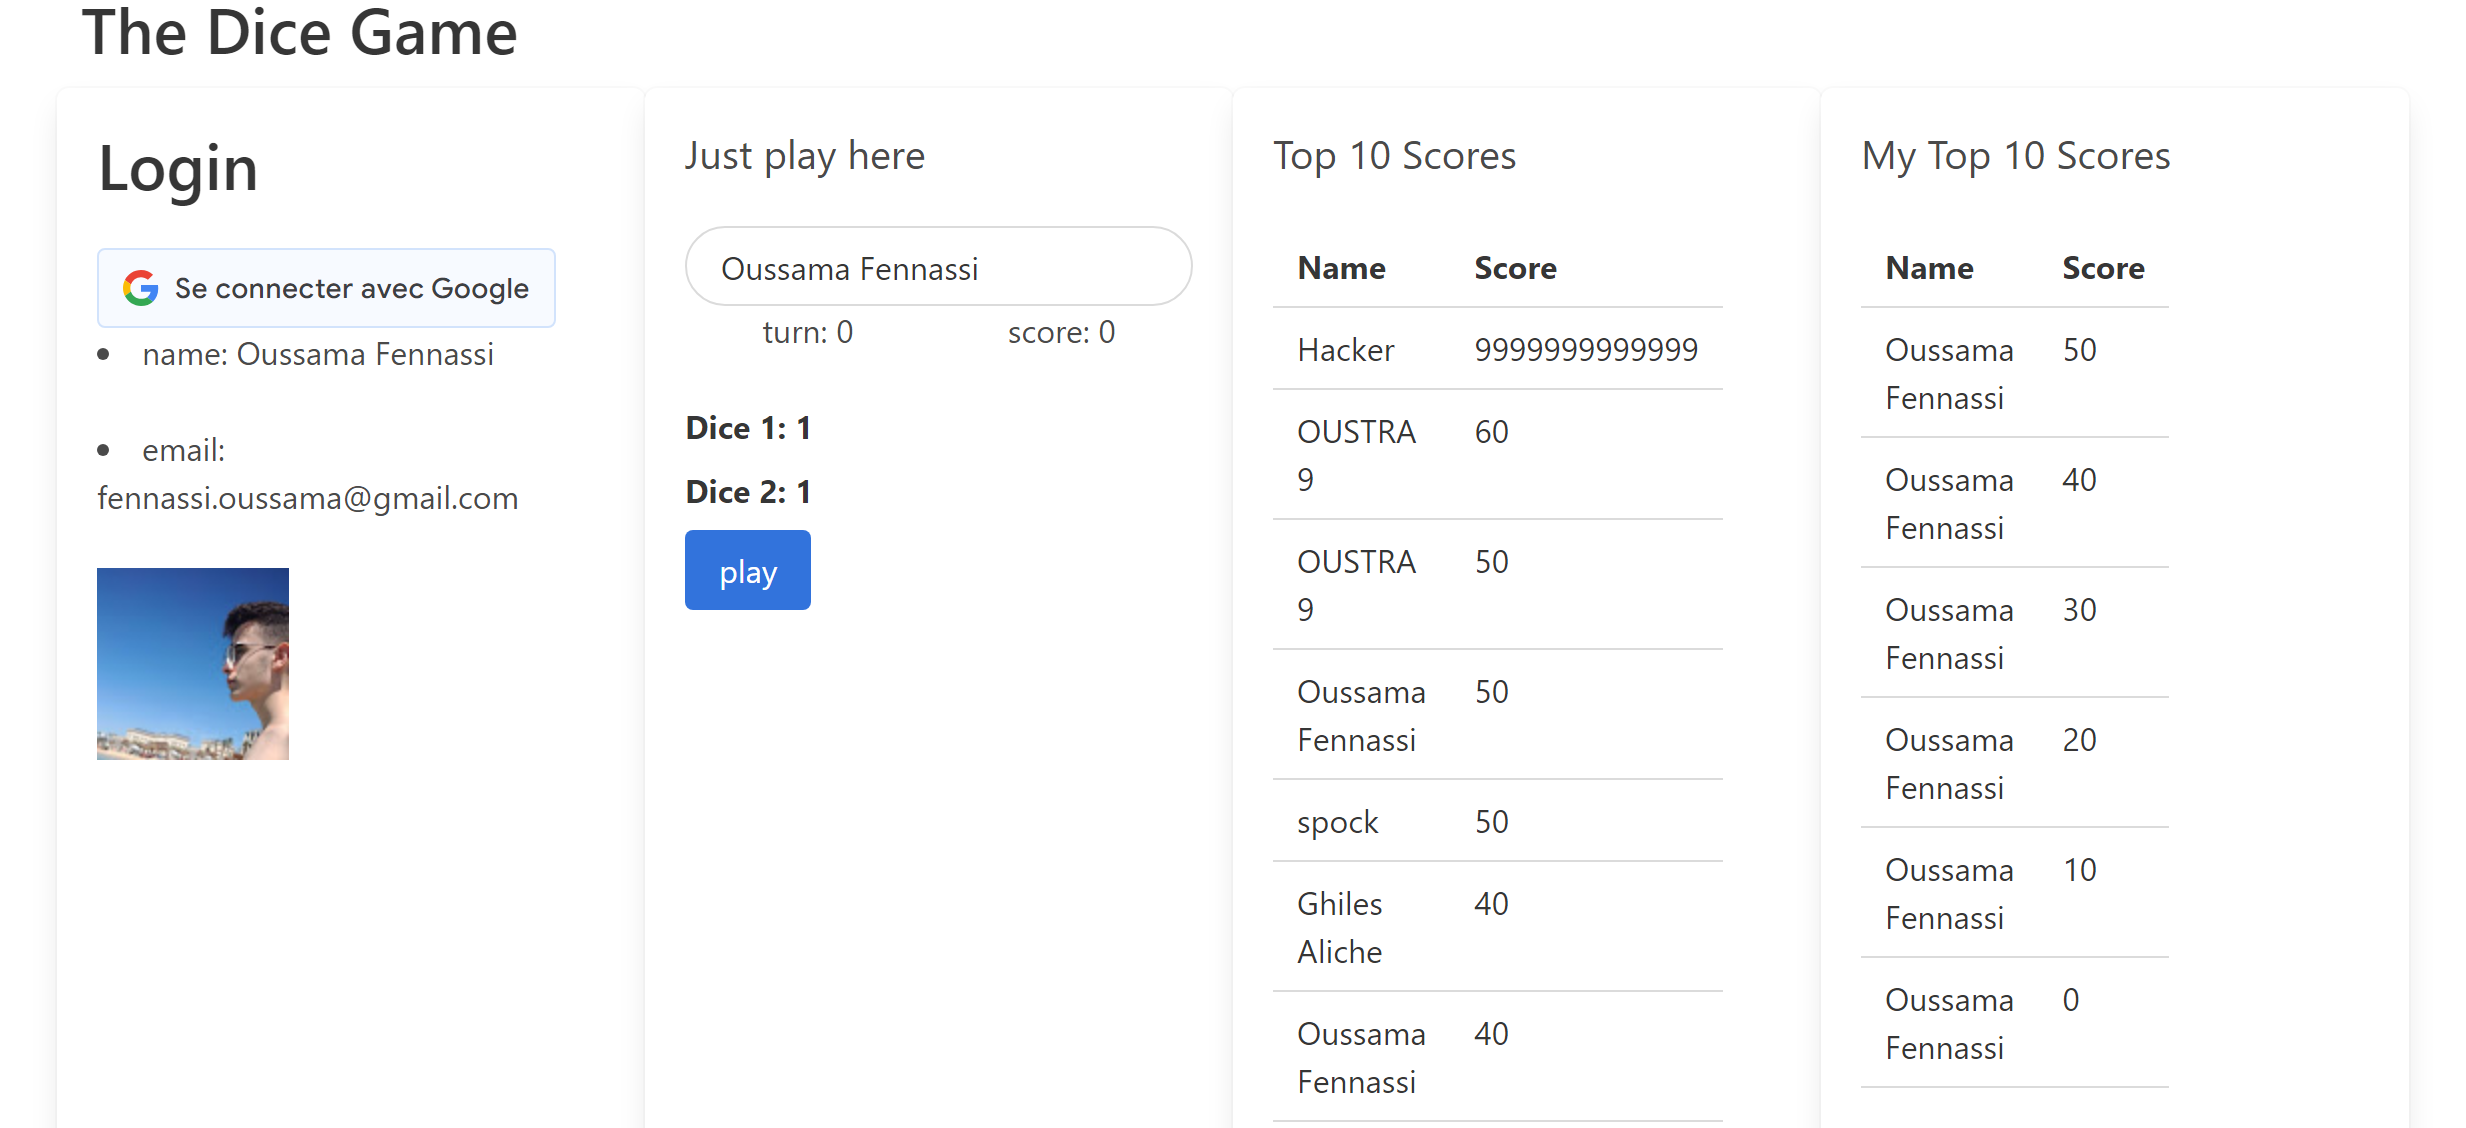 The Dice Game
Login
Se connecter avec Google
name: Oussama Fennassi
email:
fennassi.oussama@gmail.com
Just play here
Oussama Fennassi
turn: 0 score: 0
Dice 1: 1
Dice 2: 1
play
Top 10 Scores
Name Score
Hacker 9999999999999
OUSTRA 60
9
OUSTRA 50
9
Oussama 50
Fennassi
spock 50
Ghiles 40
Aliche
Oussama 40
Fennassi
My Top 10 Scores
Name Score
Oussama 50
Fennassi
Oussama 40
Fennassi
Oussama 30
Fennassi
Oussama 20
Fennassi
Oussama 10
Fennassi
Oussama 0
Fennassi